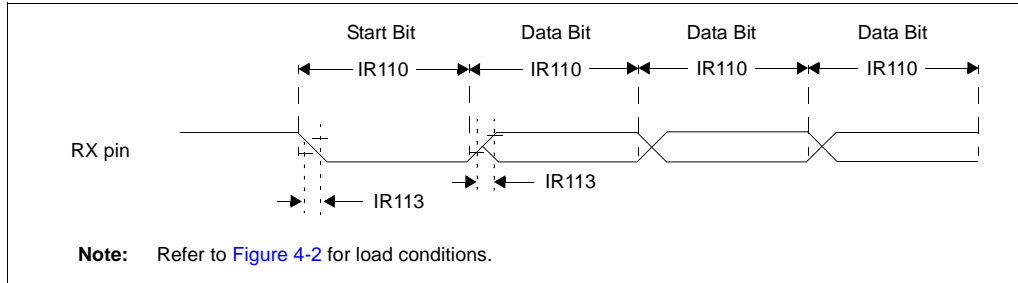 Start Bit Data Bit Data Bit Data Bit
IR110 IR110 IR110 IR110
RX pin
IR113
IR113
Note: Refer to Figure 4-2 for load conditions.